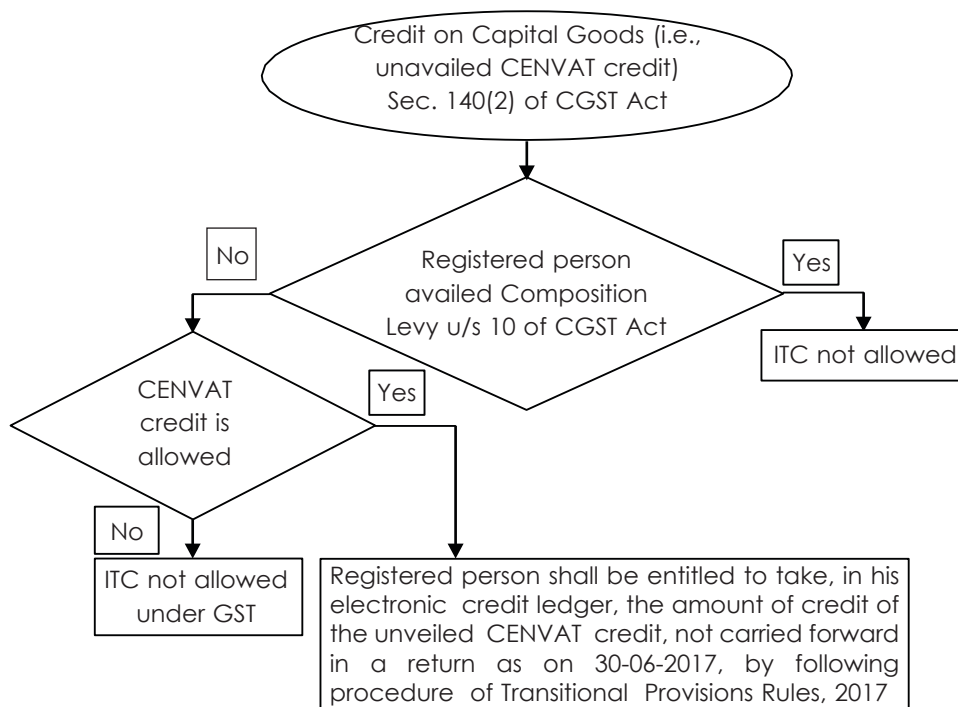 Credit on Capital Goods (i.e.,
unavailed CENVAT credit)
Sec. 140(2) of CGST Act
No
Registered person
availed Composition
Levy u/s 10 of CGST Act
Yes
ITC not allowed
CENVAT
credit is
allowed
Yes
No
ITC not allowed
under GST
Registered person shall be entitled to take, in his
electronic credit ledger, the amount of credit of
the unveiled CENVAT credit, not carried forward
in a return as on 30-06-2017, by following
procedure of Transitional Provisions Rules, 2017